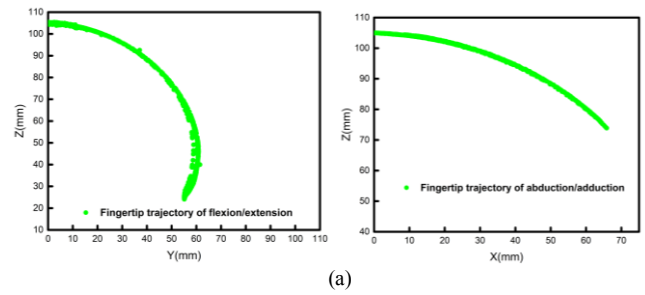 110
100
90
80
70
60
50
40
30
20
10
Z(mm)
Fingertip trajectory of flexion/extension
0 10 20 30 40 50 60 70 80 90 100 110
Y(mm)
110
100
90
80
70
60
50
40
Z(mm)
Fingertip trajectory of abduction/adduction
0 10 20 30 40 50 60 70
X(mm)
(a)